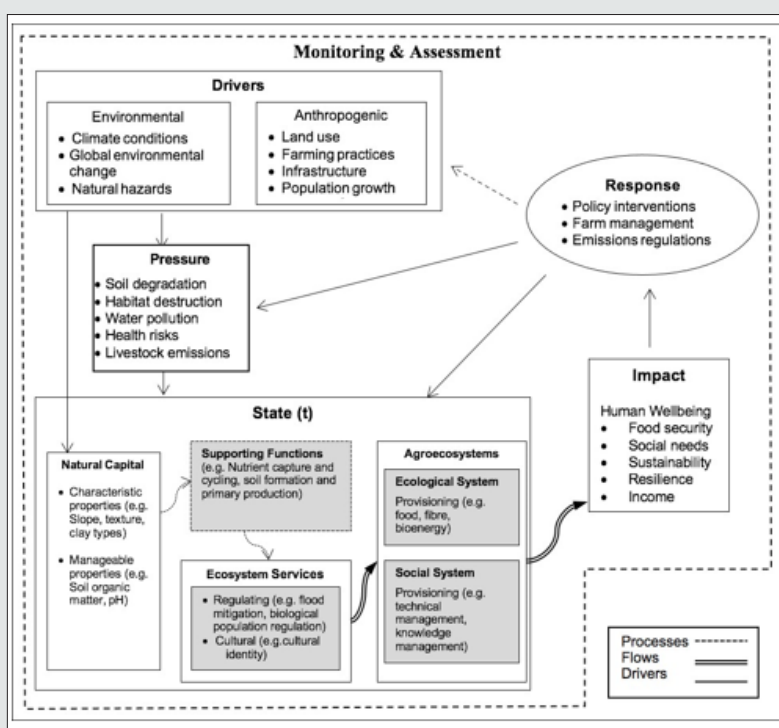 Monitoring & Assessment
Drivers
Environmental
• Climate conditions
• Global environmental
change
• Natural hazards
Anthropogenic
• Land use
• Farming practices
• Infrastructure
• Population growth
Response
• Policy interventions
• Farm management
• Emissions regulations
Pressure
• Soil degradation
• Habitat destruction
• Water pollution
• Health risks
• Livestock emissions
Impact
Human Wellbeing
• Food security
• Social needs
• Sustainability
• Resilience
• Income
State (t)
Natural Capital
• Characteristic
properties (e.g.
Slope, texture,
clay types)
• Manageable
properties (e.g.
Soil organic
matter, pH)
Supporting Functions
(e.g. Nutrient capture and
cycling, soil formation and
primary production)
Ecosystem Services
• Regulating (e.g. flood
mitigation, biological
population regulation)
• Cultural (e.g.cultural
identity)
Agroecosystems
Ecological System
Provisioning (e.g.
food, fibre,
bioenergy)
Social System
Provisioning (e.g.
technical
management,
knowledge
management)
Processes
Flows
Drivers